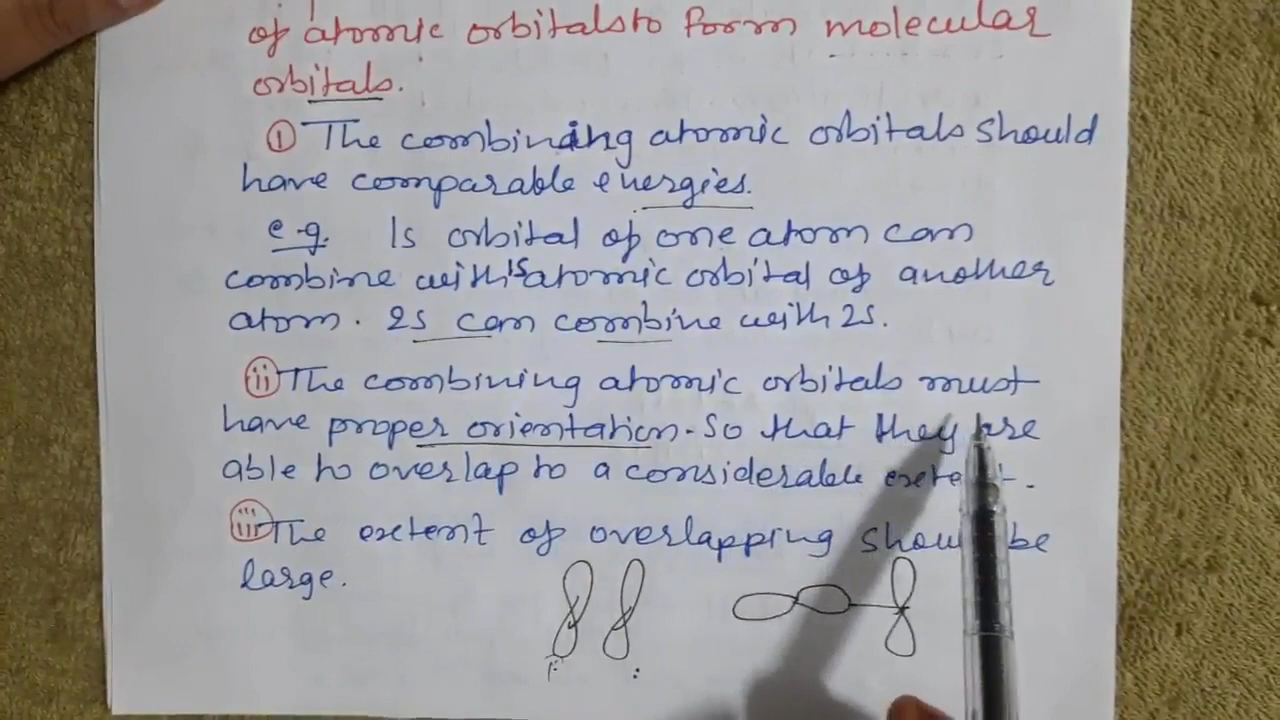 of atomic orbitals to form molecular
orbitals.
(i) The combining atomic orbitals should
have comparable energies.
e.g. 1s orbital of one atom can
combine with 1s atomic orbital of another
atom. 2s can combine with 2s.
(ii) The combining atomic orbitals must
have proper orientation. So that they are
able to overlap to a considerable
(iii) The extent of overlapping should be
large.